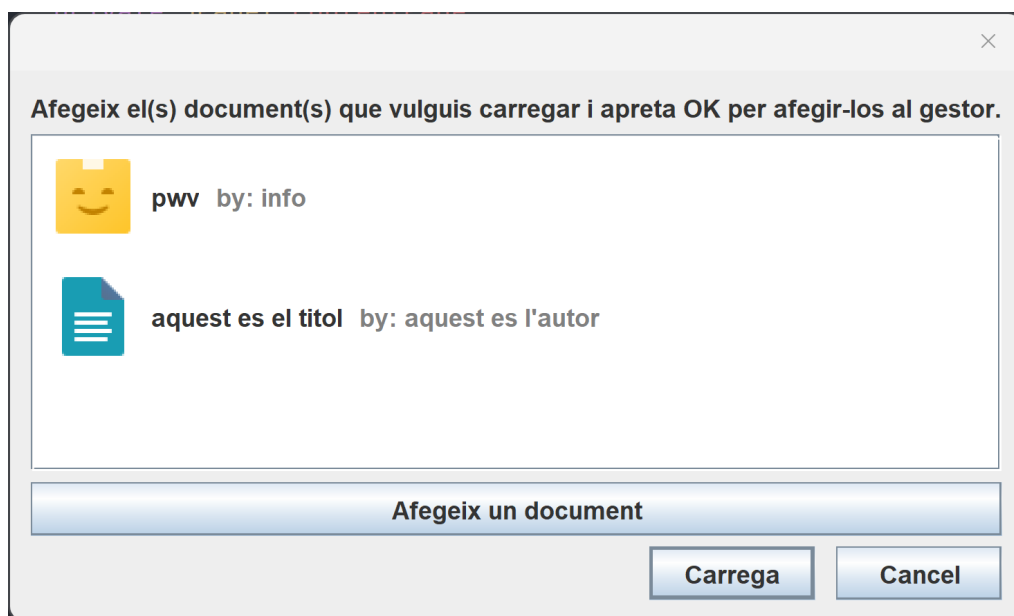 Afegeix el(s) document(s) que vulguis carregar i apreta OK per afegir-los al gestor.
pwv by: info
aquest es el titol by: aquest es l'autor
Afegeix un document
Carrega Cancel